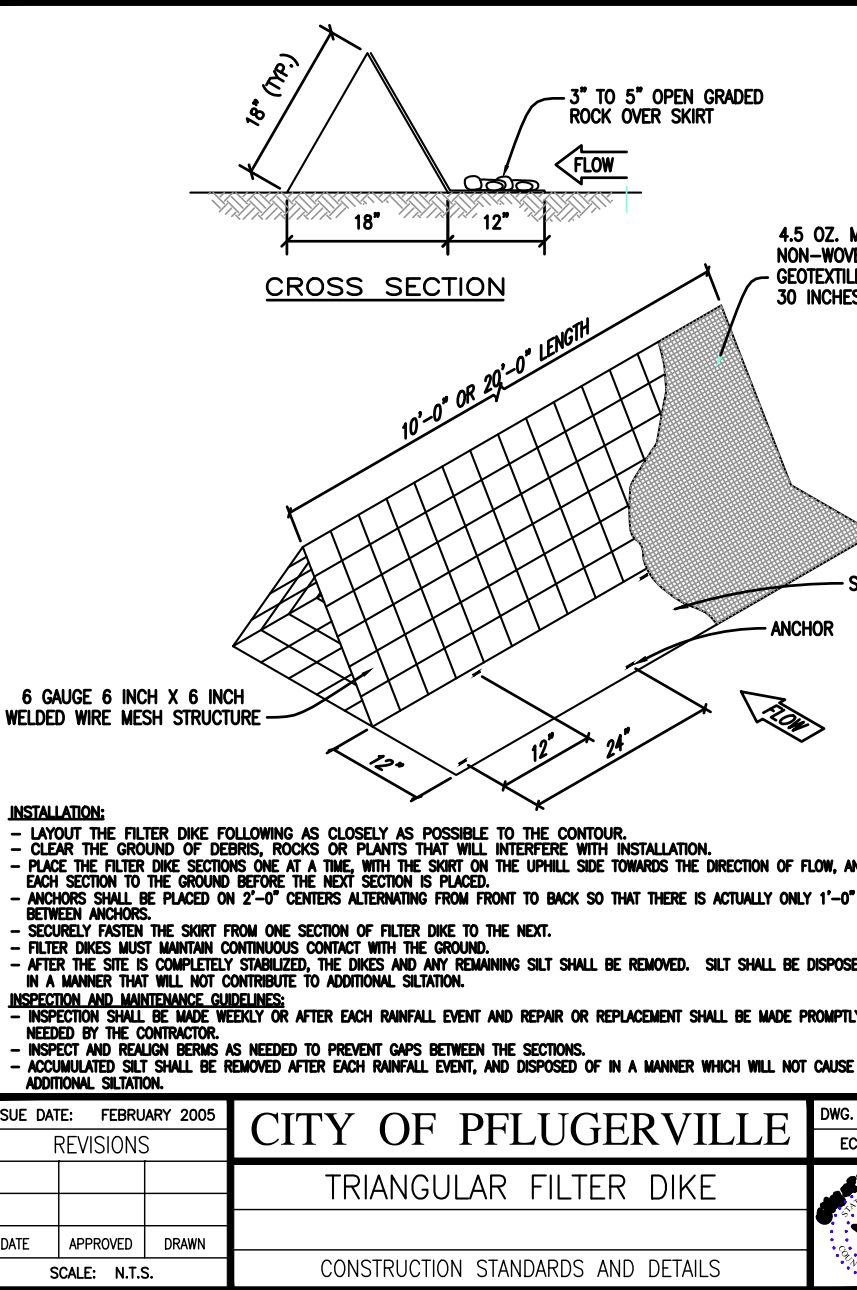 18" (TYP.)
3" TO 5" OPEN GRADED
ROCK OVER SKIRT
FLOW
18"
12"
CROSS SECTION
4.5 OZ.
GEOTEXTILE
30 INCHES
10'-0" OR 20'-0" LENGTH
ANCHOR
6 GAUGE 6 INCH X 6 INCH
WELDED WIRE MESH STRUCTURE
12"
12"
24"
FLOW
INSTALLATION:
- LAYOUT THE FILTER DIKE FOLLOWING AS CLOSELY AS POSSIBLE TO THE CONTOUR.
- CLEAR THE GROUND OF DEBRIS, ROCKS OR PLANTS THAT WILL INTERFERE WITH INSTALLATION.
- PLACE THE FILTER DIKE SECTIONS ONE AT A TIME, WITH THE SKIRT ON THE UPHILL SIDE TOWARDS THE DIRECTION OF FLOW,
EACH SECTION TO THE GROUND BEFORE THE NEXT SECTION IS PLACED.
- ANCHORS SHALL BE PLACED ON 2'-0" CENTERS ALTERNATING FROM FRONT TO BACK SO THAT THERE IS ACTUALLY ONLY 1'-0"
BETWEEN ANCHORS.
- SECURELY FASTEN THE SKIRT FROM ONE SECTION OF FILTER DIKE TO THE NEXT.
- FILTER DIKES MUST MAINTAIN CONTINUOUS CONTACT WITH THE GROUND.
- AFTER THE SITE IS COMPLETELY STABILIZED, THE DIKES AND ANY REMAINING SILT SHALL BE REMOVED. SILT SHALL BE DISPOSE
IN A MANNER THAT WILL NOT CONTRIBUTE TO ADDITIONAL SILTATION.
INSPECTION AND MAINTENANCE GUIDELINES:
- INSPECTION SHALL BE MADE WEEKLY OR AFTER EACH RAINFALL EVENT AND REPAIR OR REPLACEMENT SHALL BE MADE PROMPTLY
NEEDED BY THE CONTRACTOR.
- INSPECT AND REALIGN BERMS AS NEEDED TO PREVENT GAPS BETWEEN THE SECTIONS.
- ACCUMULATED SILT SHALL BE REMOVED AFTER EACH RAINFALL EVENT, AND DISPOSED OF IN A MANNER WHICH WILL NOT CAUSE
ADDITIONAL SILTATION.
SUE DATE: FEBRUARY 2005
REVISIONS
DATE APPROVED DRAWN
SCALE: N.T.S.
CITY OF PFLUGERVILLE
TRIANGULAR FILTER DIKE
CONSTRUCTION STANDARDS AND DETAILS
DWG.
EC